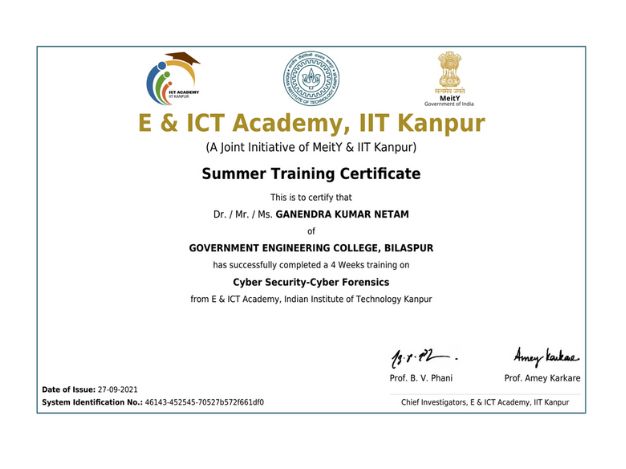 ICT ACADEMY
IIT KANPUR
सत्यमेव जयते
MeitY
Government of India
E & ICT Academy, IIT Kanpur
(A Joint Initiative of MeitY & IIT Kanpur)
Summer Training Certificate
This is to certify that
Dr. / Mr. / Ms. GANENDRA KUMAR NETAM
of
GOVERNMENT ENGINEERING COLLEGE, BILASPUR
has successfully completed a 4 Weeks training on
Cyber Security-Cyber Forensics
from E & ICT Academy, Indian Institute of Technology Kanpur
Amey Karkare
Prof. B. V. Phani
Prof. Amey Karkare
Date of Issue: 27-09-2021
System Identification No.: 46143-452545-70527b572f661df0
Chief Investigators, E & ICT Academy, IIT Kanpur